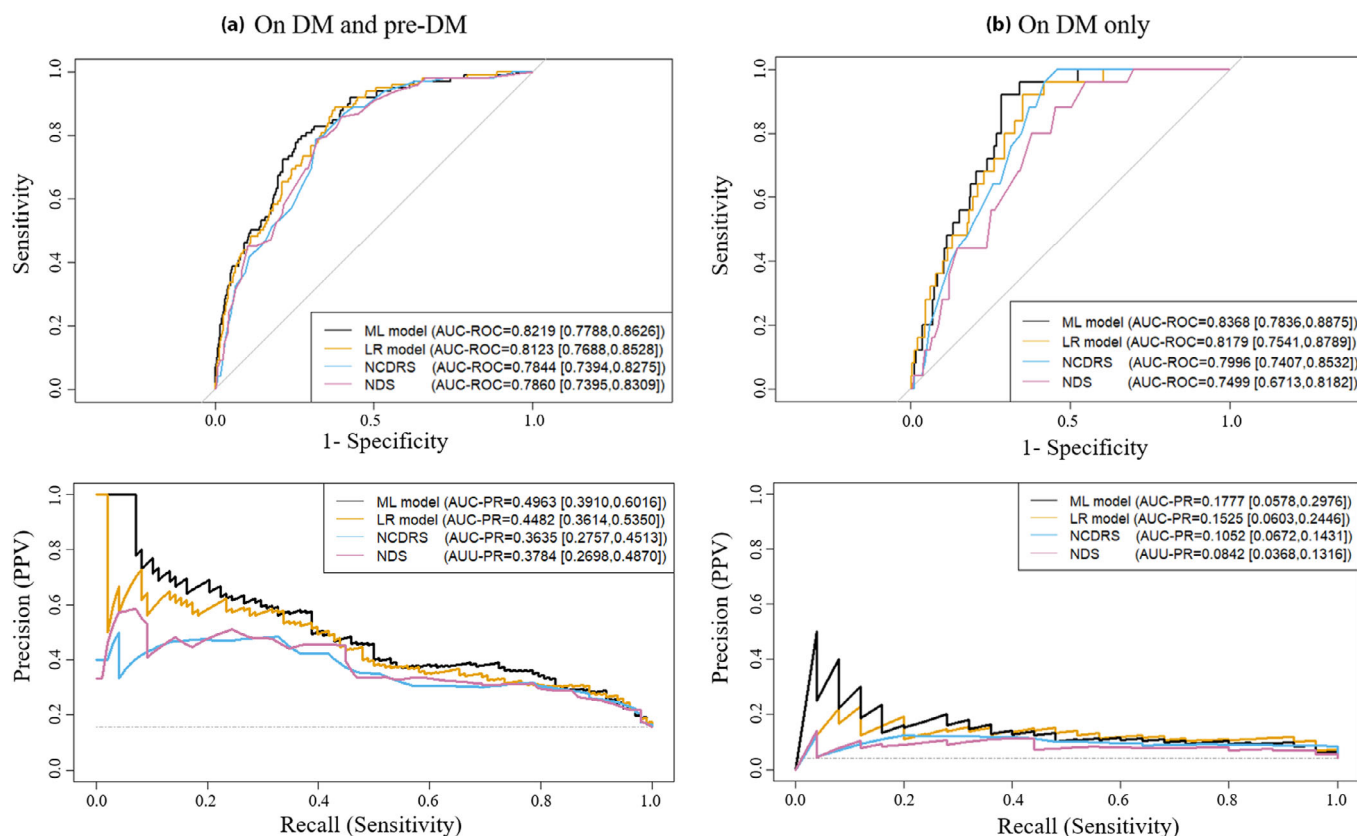 (a) On DM and pre-DM
Sensitivity
1.0
0.8
0.6
0.4
0.2
0.0
ML model (AUC-ROC=0.8219 [0.7788,0.8626])
LR model (AUC-ROC=0.8123 [0.7688,0.8528])
NCDRS (AUC-ROC=0.7844 [0.7394,0.8275])
NDS (AUC-ROC=0.7860 [0.7395,0.8309])
0.0 0.5 1.0
1- Specificity
(b) On DM only
Sensitivity
1.0
0.8
0.6
0.4
0.2
0.0
ML model (AUC-ROC=0.8368 [0.7836,0.8875])
LR model (AUC-ROC=0.8179 [0.7541,0.8789])
NCDRS (AUC-ROC=0.7996 [0.7407,0.8532])
NDS (AUC-ROC=0.7499 [0.6713,0.8182])
0.0 0.5 1.0
1- Specificity
Precision (PPV)
1.0
0.8
0.6
0.4
0.2
0.0
ML model (AUC-PR=0.4963 [0.3910,0.6016])
LR model (AUC-PR=0.4482 [0.3614,0.5350])
NCDRS (AUC-PR=0.3635 [0.2757,0.4513])
NDS (AUU-PR=0.3784 [0.2698,0.4870])
0.0 0.2 0.4 0.6 0.8 1.0
Recall (Sensitivity)
Precision (PPV)
1.0
0.8
0.6
0.4
0.2
0.0
ML model (AUC-PR=0.1777 [0.0578,0.2976])
LR model (AUC-PR=0.1525 [0.0603,0.2446])
NCDRS (AUC-PR=0.1052 [0.0672,0.1431])
NDS (AUU-PR=0.0842 [0.0368,0.1316])
0.0 0.2 0.4 0.6 0.8 1.0
Recall (Sensitivity)